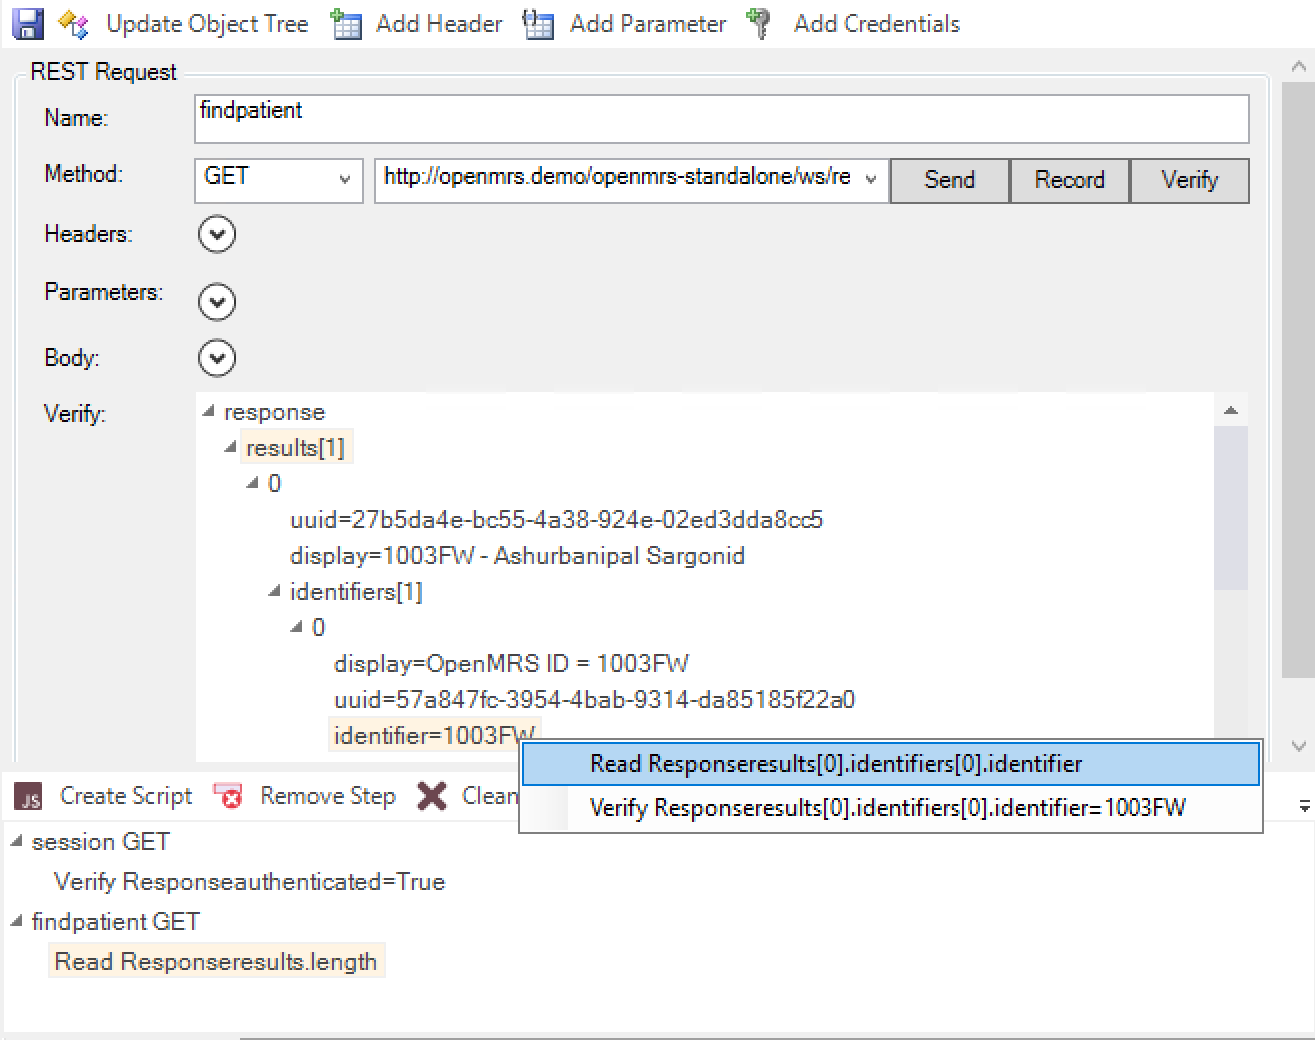 Update Object Tree Add Header Add Parameter Add Credentials
REST Request
Name: findpatient
Method: GET http://openmrs.demo/openmrs-standalone/ws/re Send Record Verify
Headers:
Parameters:
Body:
Verify: response
results[1]
0
uuid=27b5da4e-bc55-4a38-924e-02ed3dda8cc5
display=1003FW - Ashurbanipal Sargonid
identifiers[1]
0
display=OpenMRS ID = 1003FW
uuid=57a847fc-3954-4bab-9314-da85185f22a0
identifier=1003FW
Read Responseresults[0].identifiers[0].identifier
Verify Responseresults[0].identifiers[0].identifier=1003FW
JS Create Script Remove Step Clean
session GET
Verify Responseauthenticated=True
findpatient GET
Read Responseresults.length